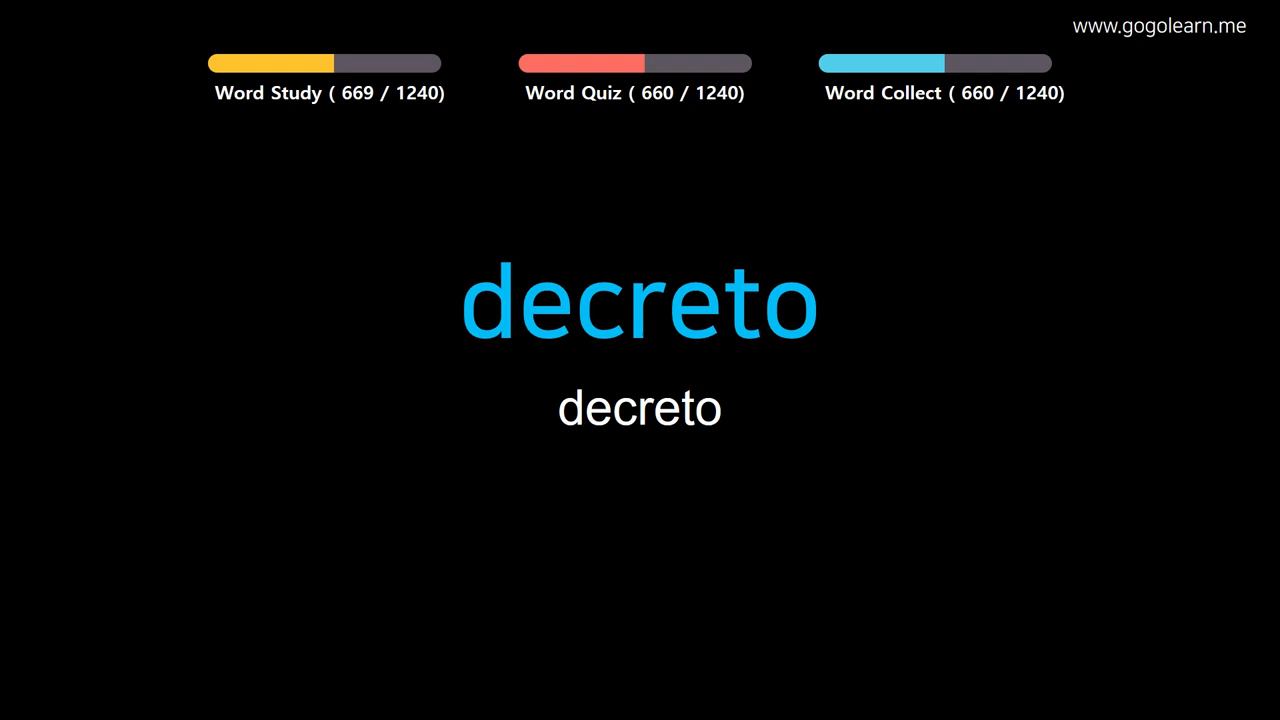 www.gogolearn.me
Word Study ( 669 / 1240)
Word Quiz ( 660 / 1240)
Word Collect ( 660 / 1240)
decreto
decreto